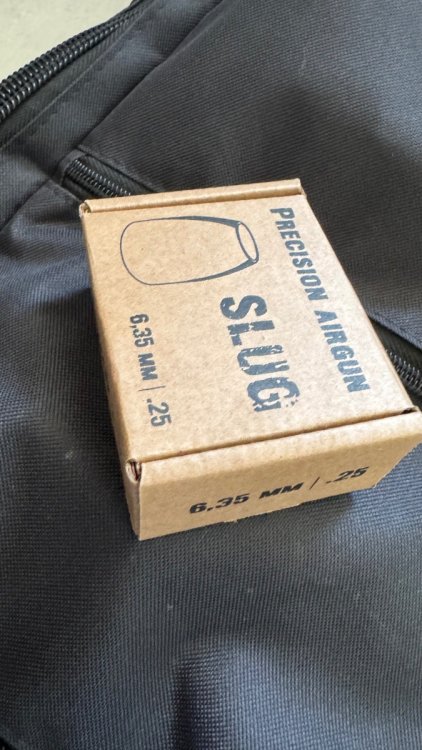 PRECISION AIRGUN
SLUG
6,35 MM | .25
6,35 MM | .25